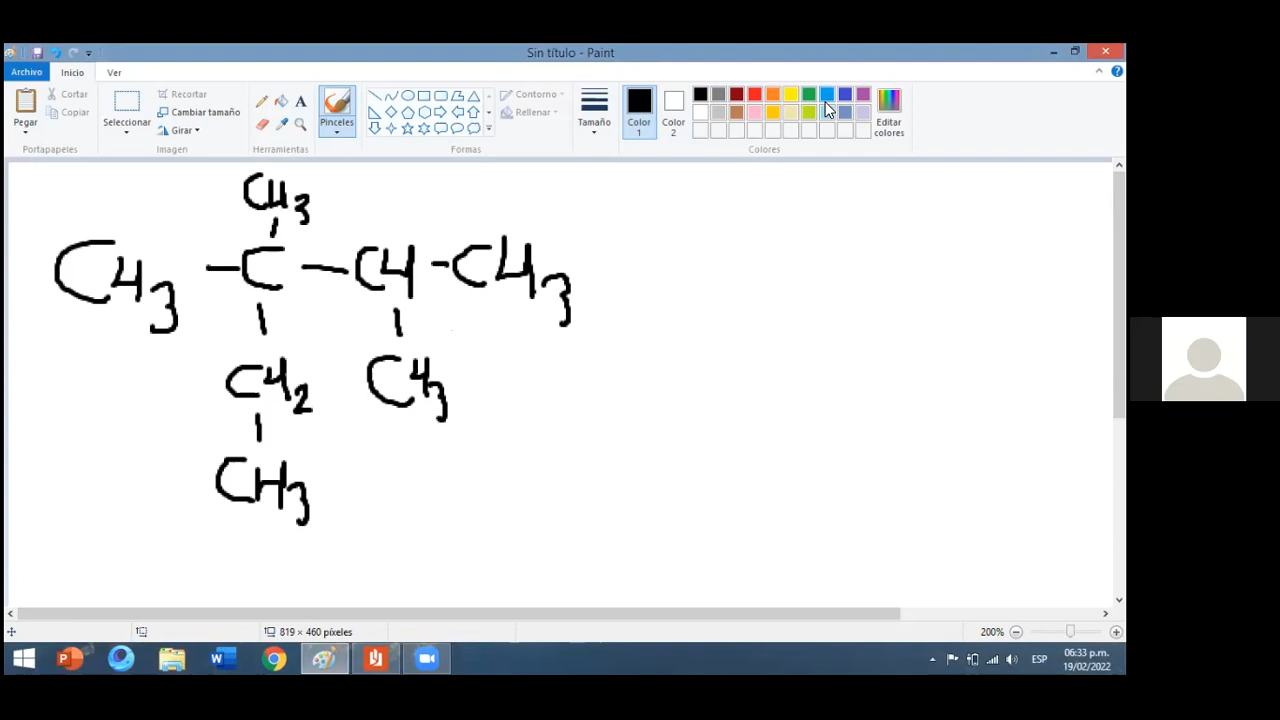 Sin título - Paint
Archivo Inicio Ver
Pegar
Seleccionar
Cortar
Copiar
Recortar
Cambiar tamaño
Girar
A
Pinceles
Contorno
Rellenar
Tamaño
Color 1
Color 2
Editar colores
Portapapeles Imagen Herramientas Formas Colores
CH3
CH3 - C - CH - CH3
CH2 CH3
CH3
819 × 460 píxeles
200%
P W
ESP
06:33 p.m.
19/02/2022